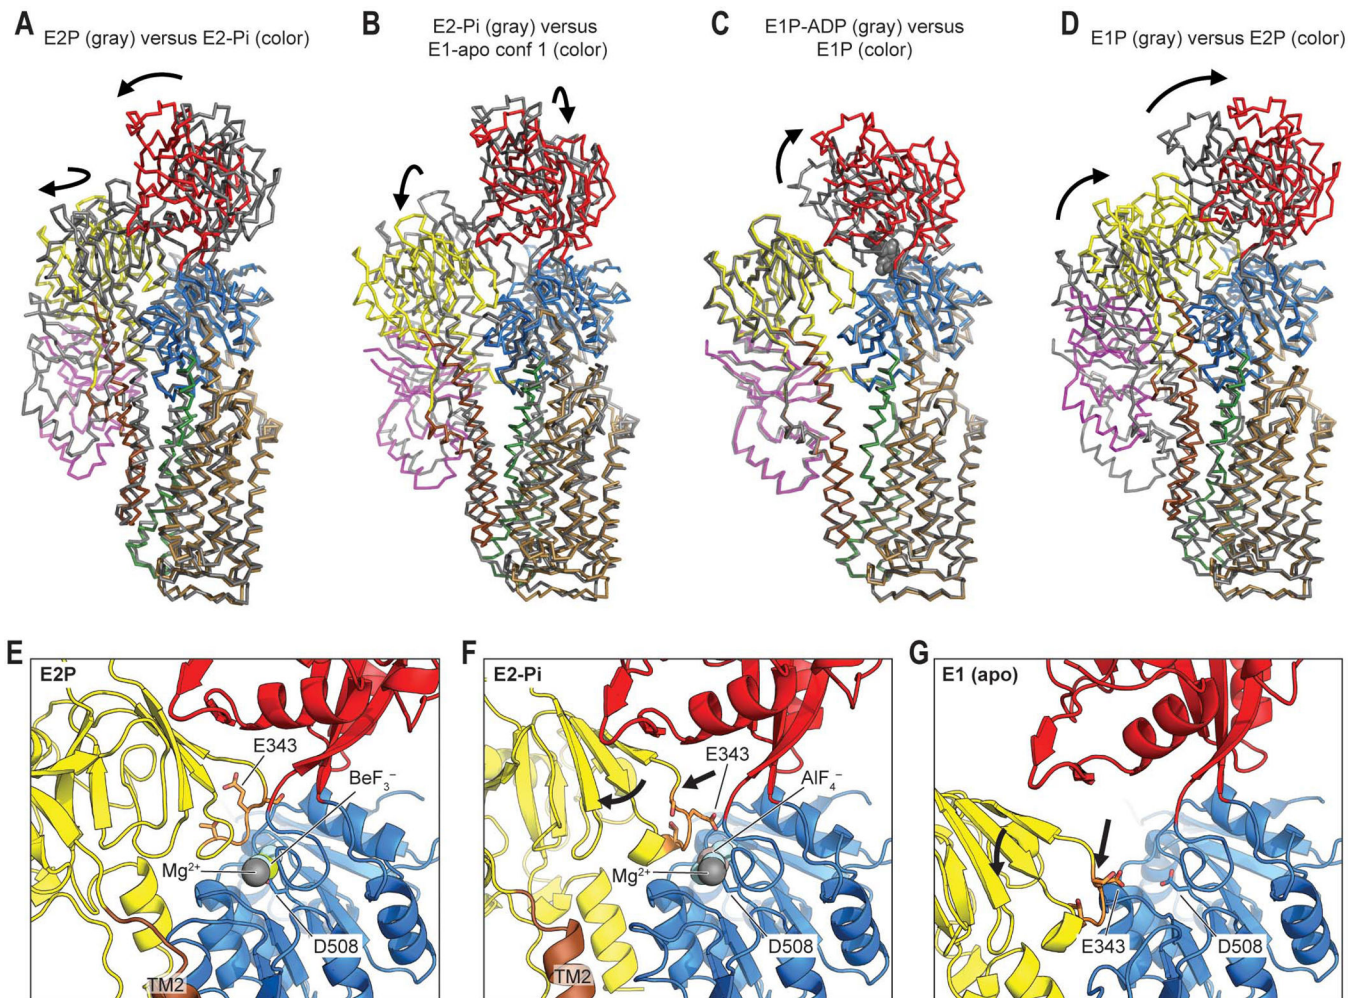 A
E2P (gray) versus E2-Pi (color)
B
E2-Pi (gray) versus
E1-apo conf 1 (color)
C
E1P-ADP (gray) versus
E1P (color)
D
E1P (gray) versus E2P (color)
E
E2P
E343
BeF3−
Mg2+
D508
TM2
F
E2-Pi
E343
AlF4−
Mg2+
D508
TM2
G
E1 (apo)
E343
D508